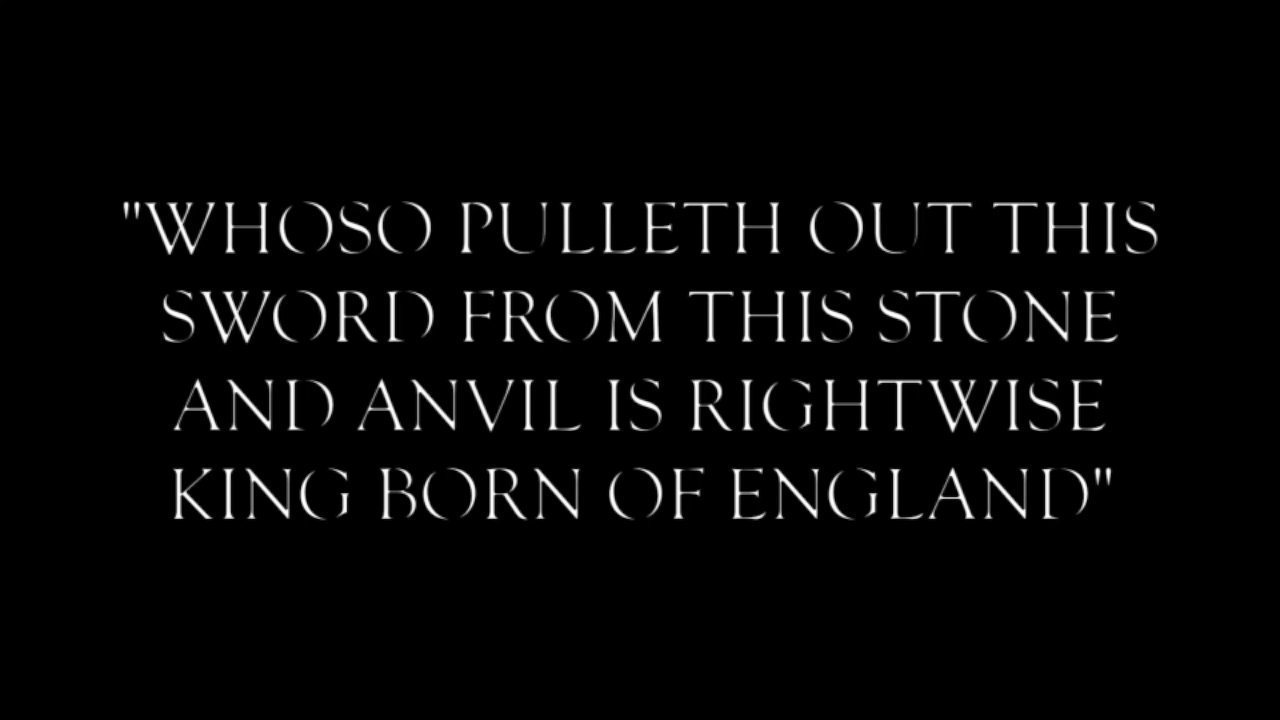 "WHOSO PULLETH OUT THIS
SWORD FROM THIS STONE
AND ANVIL IS RIGHTWISE
KING BORN OF ENGLAND"